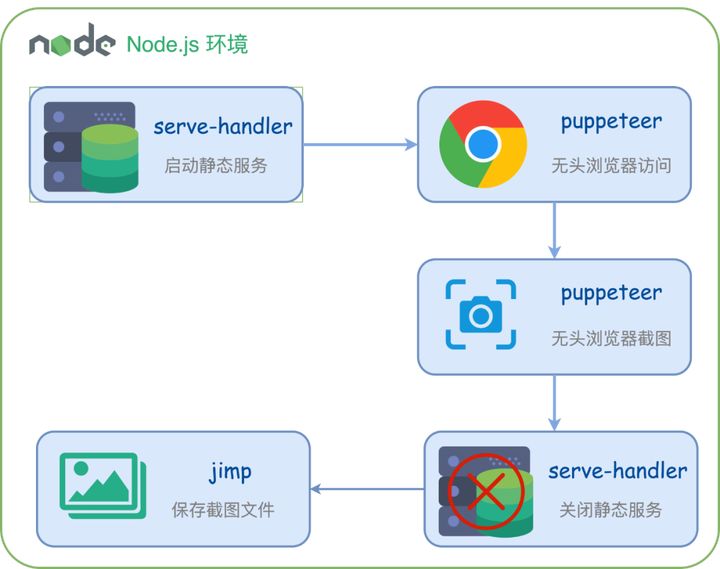 node Node.js 环境
serve-handler
启动静态服务
puppeteer
无头浏览器访问
puppeteer
无头浏览器截图
serve-handler
关闭静态服务
jimp
保存截图文件